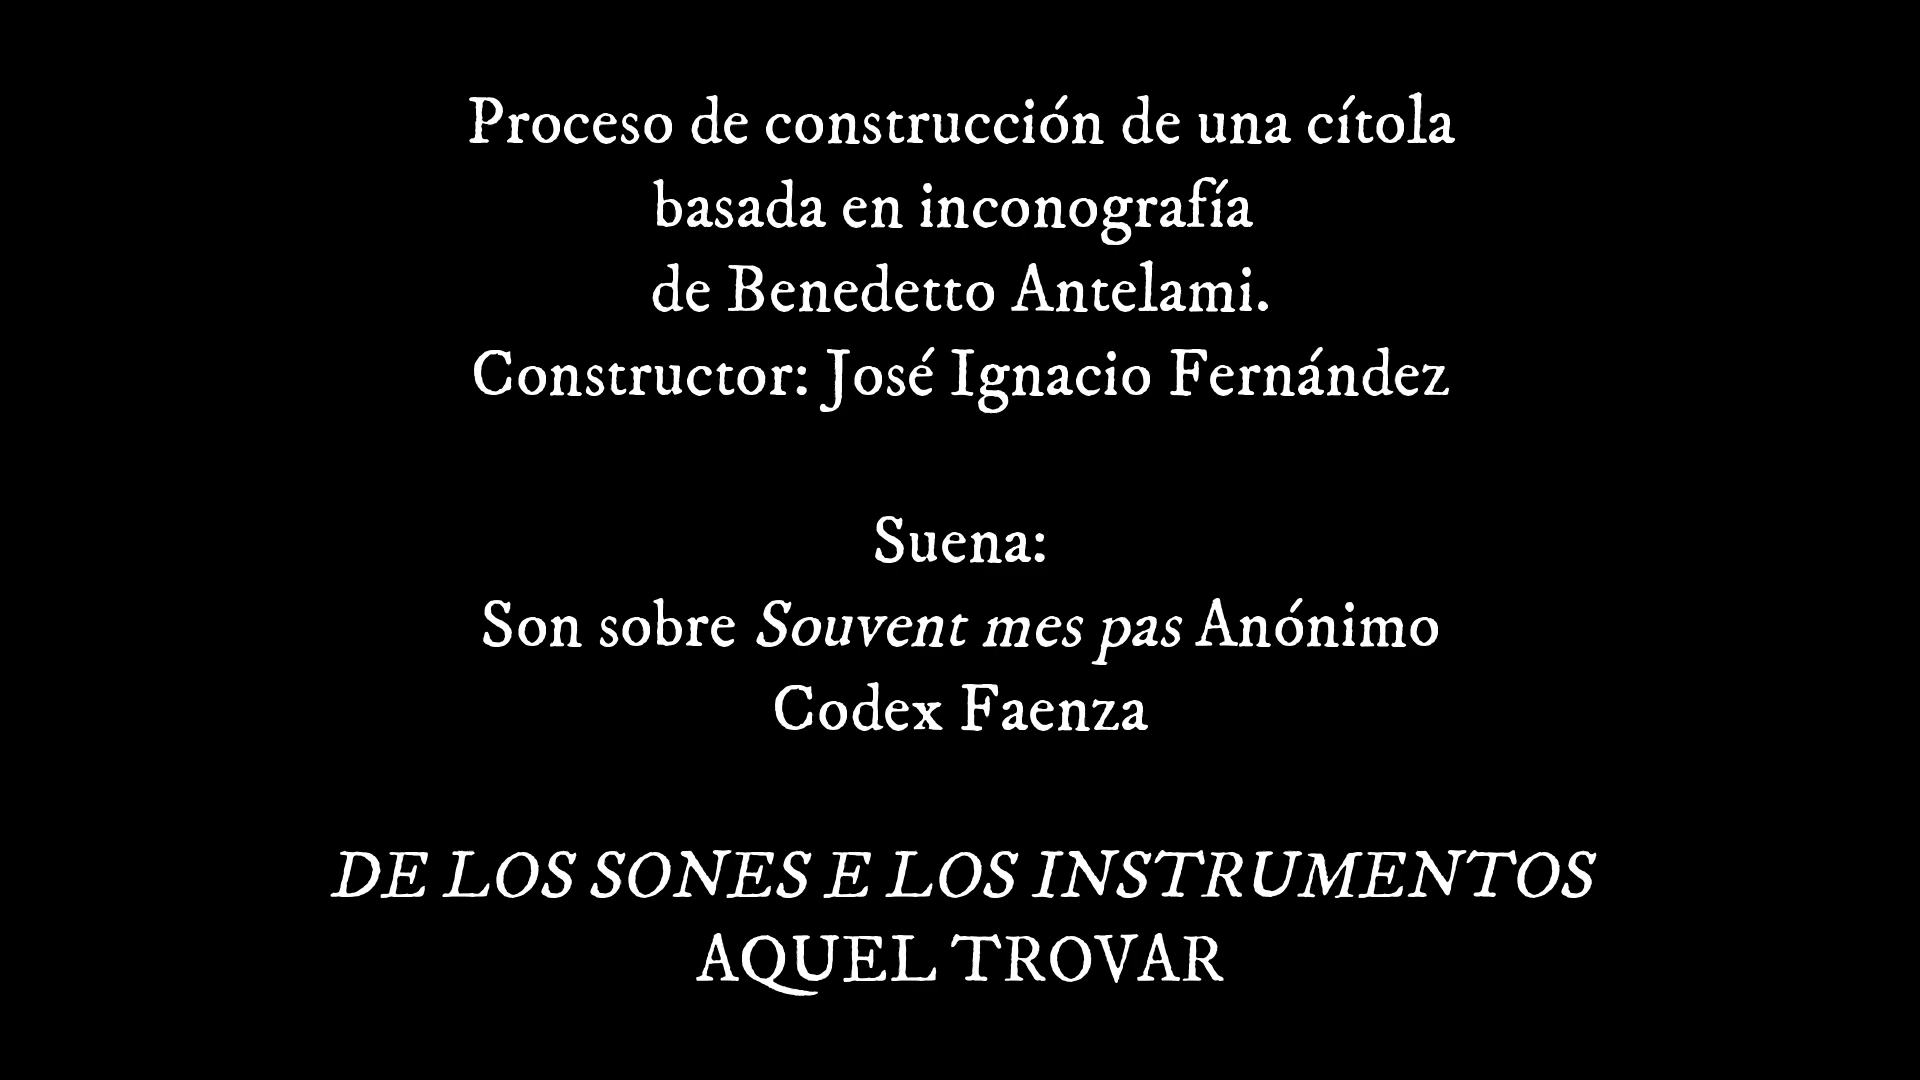 Proceso de construcción de una cítola
basada en inconografía
de Benedetto Antelami.
Constructor: José Ignacio Fernández
Suena:
Son sobre Souvent mes pas Anónimo
Codex Faenza
DE LOS SONES E LOS INSTRUMENTOS
AQUEL TROVAR